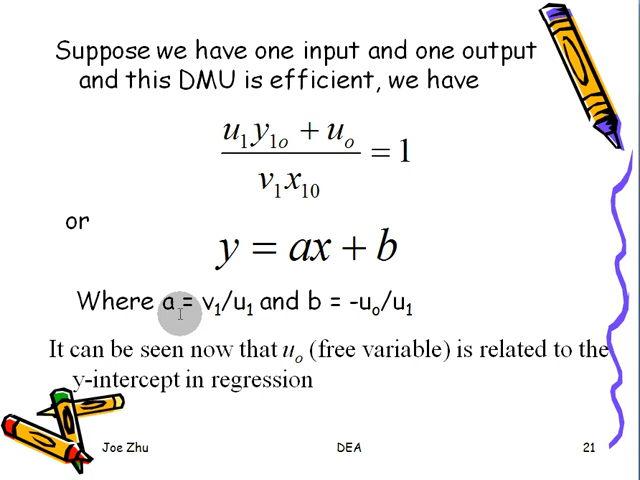 Suppose we have one input and one output
and this DMU is efficient, we have
u₁y₁ₒ + uₒ
v₁x₁₀
= 1
or
y = ax + b
Where a = v₁/u₁ and b = -uₒ/u₁
It can be seen now that uₒ (free variable) is related to the
y-intercept in regression
Joe Zhu DEA 21